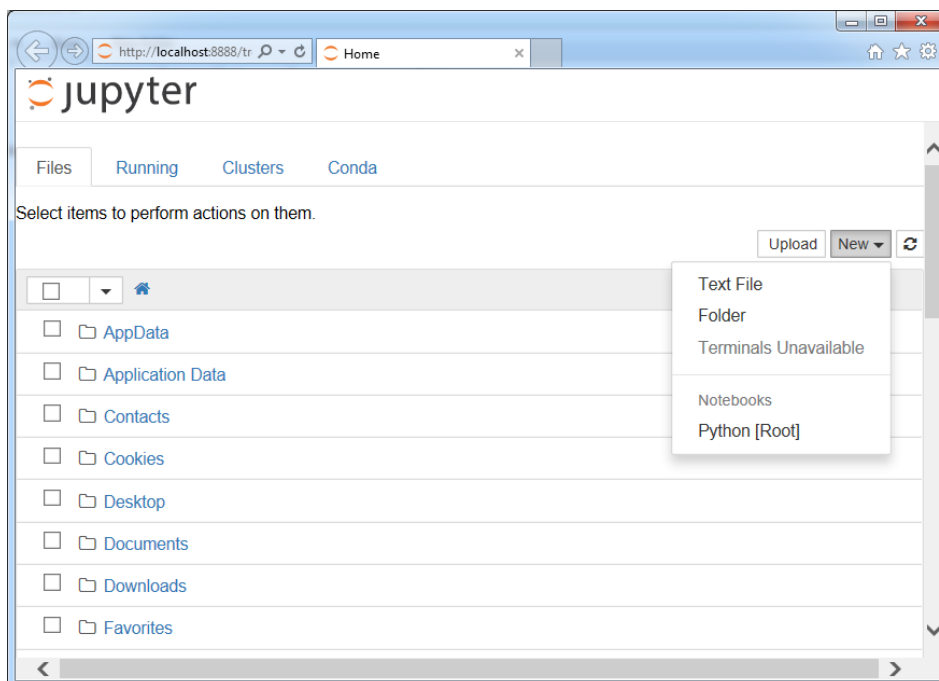 http://localhost:8888/tr
Home
jupyter
Files Running Clusters Conda
Select items to perform actions on them.
Upload New
Text File
Folder
Terminals Unavailable
Notebooks
Python [Root]
AppData
Application Data
Contacts
Cookies
Desktop
Documents
Downloads
Favorites